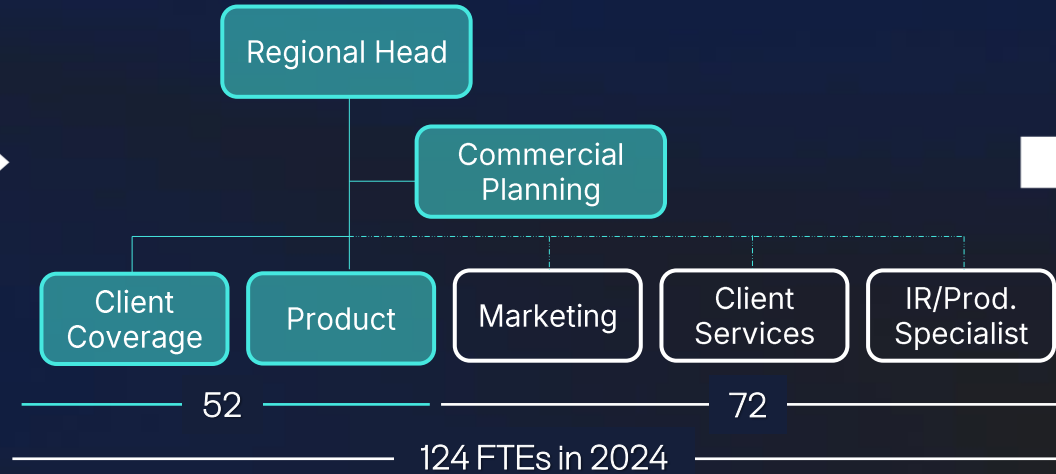 Regional Head
Commercial
Planning
Client
Coverage
Product
Marketing
Client
Services
IR/Prod.
Specialist
52
72
124 FTEs in 2024